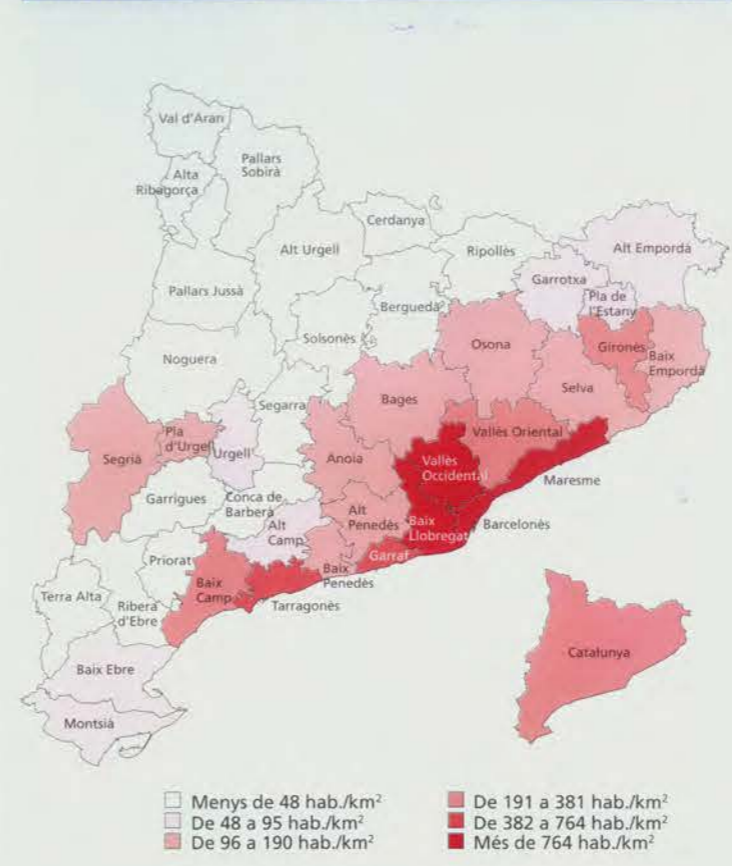 Val d'Aran
Alta
Ribagorça
Pallars
Sobirà
Cerdanya
Alt Urgell
Ripollès
Alt Empordà
Garrotxa
Pla de
l'Estany
Pallars Jussà
Berguedà
Solsonès
Osona
Gironès
Baix
Empordà
Noguera
Bages
Selva
Segarra
Pla
d'Urgell
Urgell
Segrià
Anoia
Vallès Oriental
Vallès
Occidental
Maresme
Garrigues
Conca de
Barberà
Alt
Camp
Alt
Penedès
Baix
Llobregat
Barcelonès
Garraf
Priorat
Baix
Camp
Baix
Penedès
Tarragonès
Terra Alta
Ribera
d'Ebre
Catalunya
Baix Ebre
Montsià
Menys de 48 hab./km²
De 48 a 95 hab./km²
De 96 a 190 hab./km²
De 191 a 381 hab./km²
De 382 a 764 hab./km²
Més de 764 hab./km²